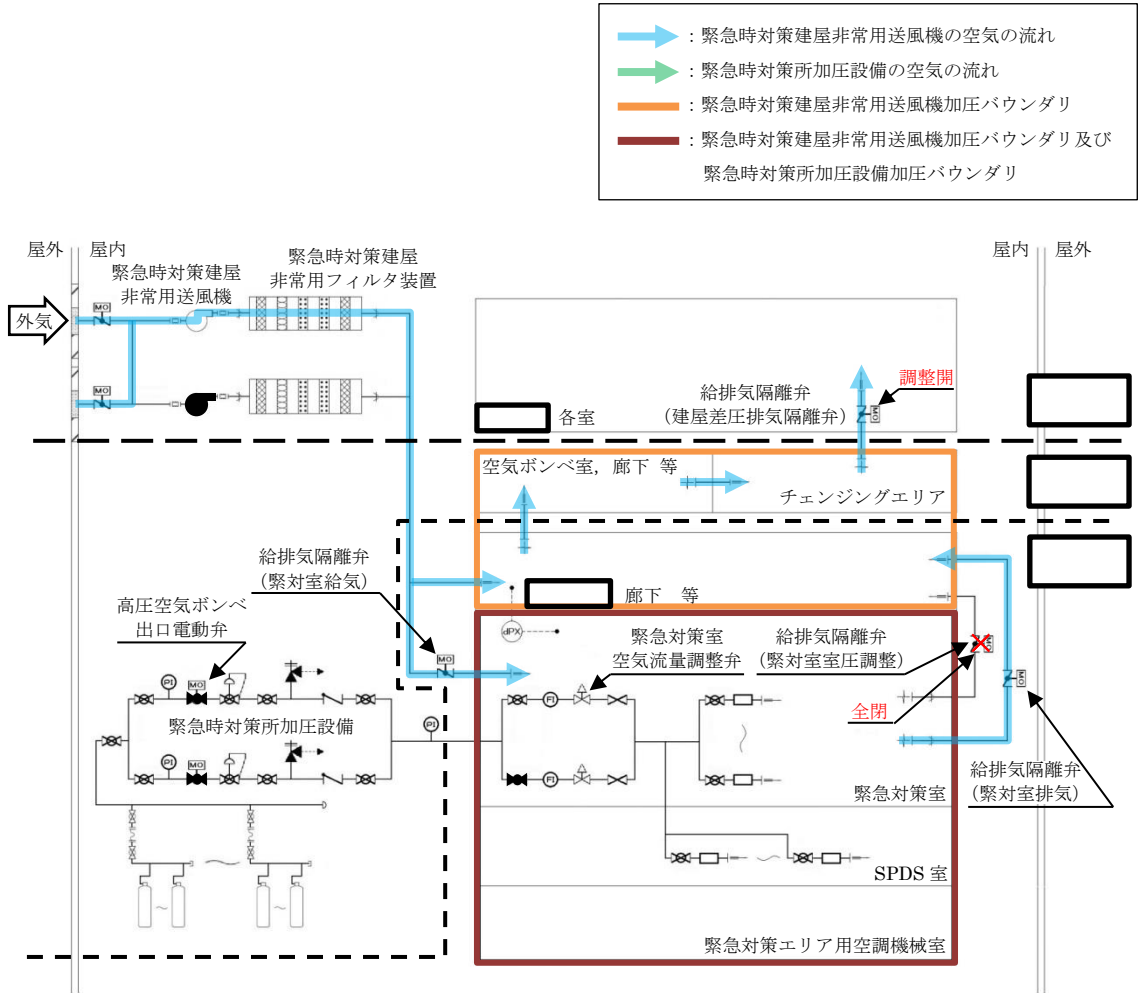 ：緊急時対策建屋非常用送風機の空気の流れ
：緊急時対策所加圧設備の空気の流れ
：緊急時対策建屋非常用送風機加圧バウンダリ
：緊急時対策建屋非常用送風機加圧バウンダリ及び
緊急時対策所加圧設備加圧バウンダリ
屋外
屋内
緊急時対策建屋
非常用送風機
緊急時対策建屋
非常用フィルタ装置
屋内
屋外
MO
外気
MO
給排気隔離弁
（建屋差圧排気隔離弁）
調整開
MO
各室
空気ボンベ室，廊下 等
チェンジングエリア
給排気隔離弁
（緊対室給気）
廊下 等
高圧空気ボンベ
出口電動弁
dPX
緊急対策室
空気流量調整弁
給排気隔離弁
（緊対室室圧調整）
MO
MO
MO
全閉
PI
MO
FI
緊急時対策所加圧設備
PI
PI
MO
FI
給排気隔離弁
（緊対室排気）
緊急対策室
SPDS 室
緊急対策エリア用空調機械室